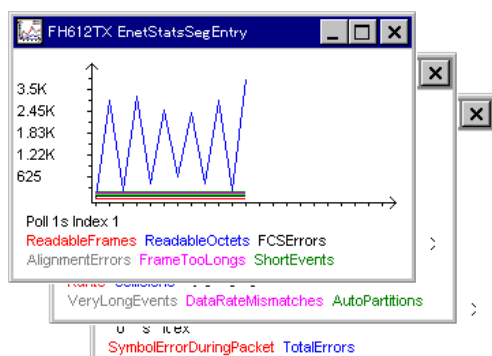 FH612TX EnetStatsSegEntry
3.5K
2.45K
1.83K
1.22K
625
Poll 1s Index 1
ReadableFrames ReadableOctets FCSErrors
AlignmentErrors FrameTooLongs ShortEvents
VeryLongEvents DataRateMismatches AutoPartitions
SymbolErrorDuringPacket TotalErrors